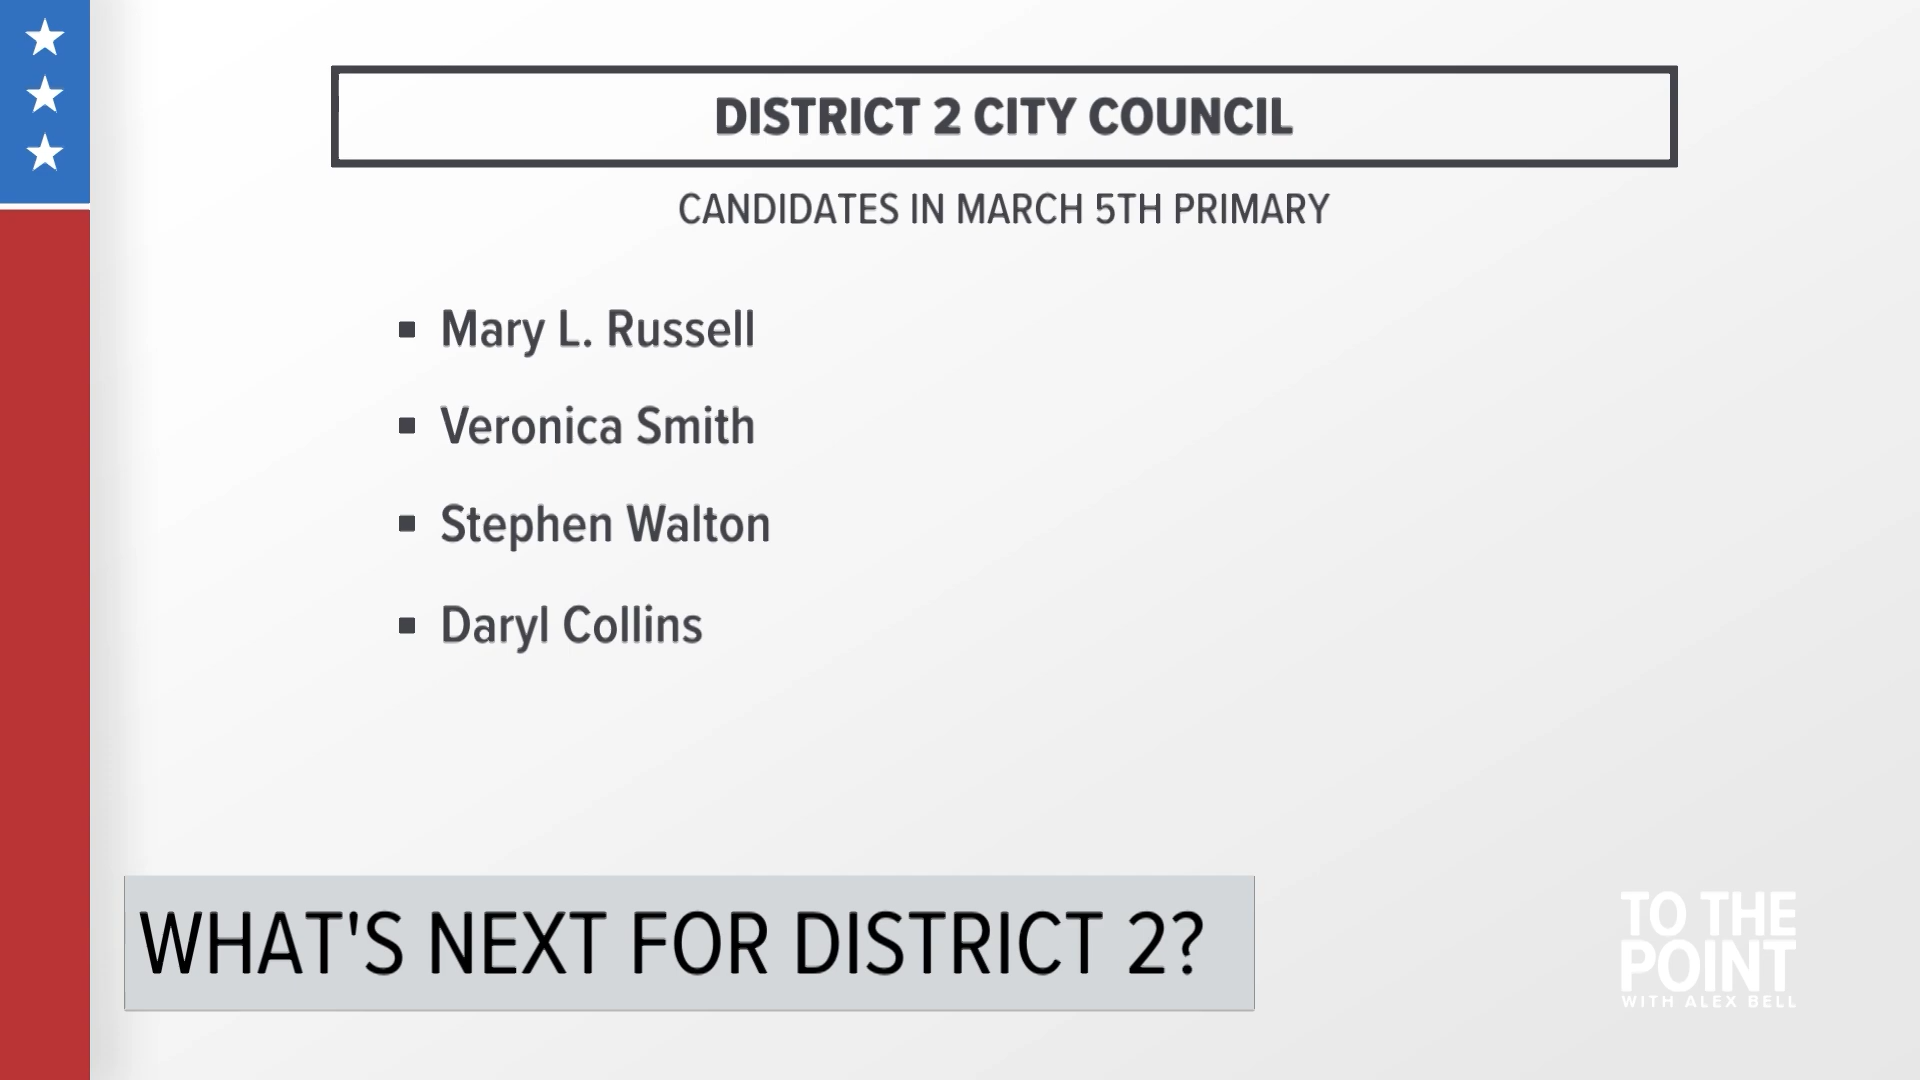 DISTRICT 2 CITY COUNCIL
CANDIDATES IN MARCH 5TH PRIMARY
Mary L. Russell
Veronica Smith
Stephen Walton
Daryl Collins
WHAT'S NEXT FOR DISTRICT 2?
TO THE
POINT
WITH ALEX BELL